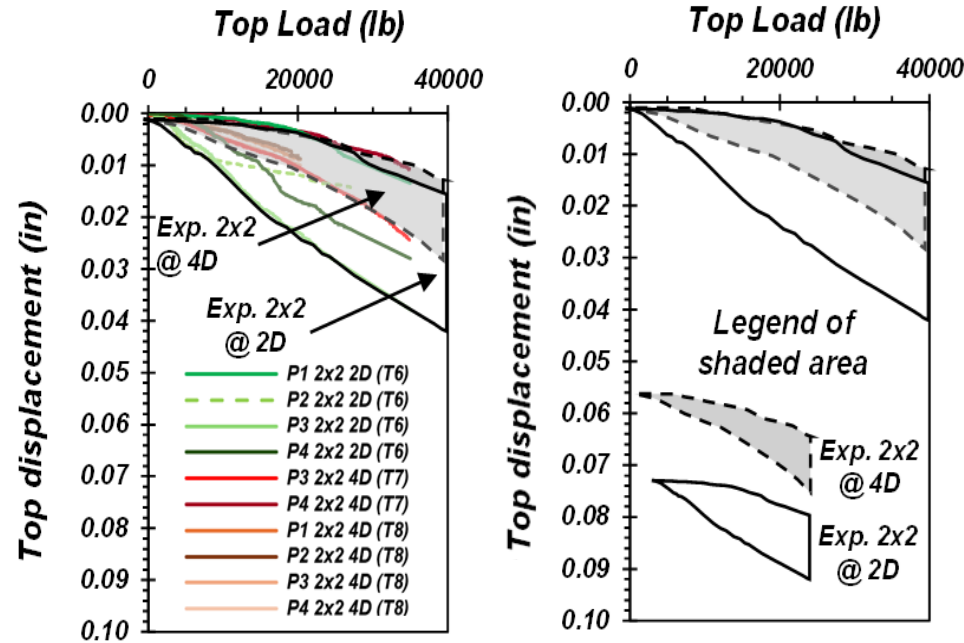 Top Load (lb)
0 20000 40000
Top displacement (in)
0.00
0.01
0.02
0.03
0.04
0.05
0.06
0.07
0.08
0.09
0.10
Exp. 2x2
@ 4D
Exp. 2x2
@ 2D
P1 2x2 2D (T6)
P2 2x2 2D (T6)
P3 2x2 2D (T6)
P4 2x2 2D (T6)
P3 2x2 4D (T7)
P4 2x2 4D (T7)
P1 2x2 4D (T8)
P2 2x2 4D (T8)
P3 2x2 4D (T8)
P4 2x2 4D (T8)
Top Load (lb)
0 20000 40000
Top displacement (in)
0.00
0.01
0.02
0.03
0.04
0.05
0.06
0.07
0.08
0.09
0.10
Legend of
shaded area
Exp. 2x2
@ 4D
Exp. 2x2
@ 2D